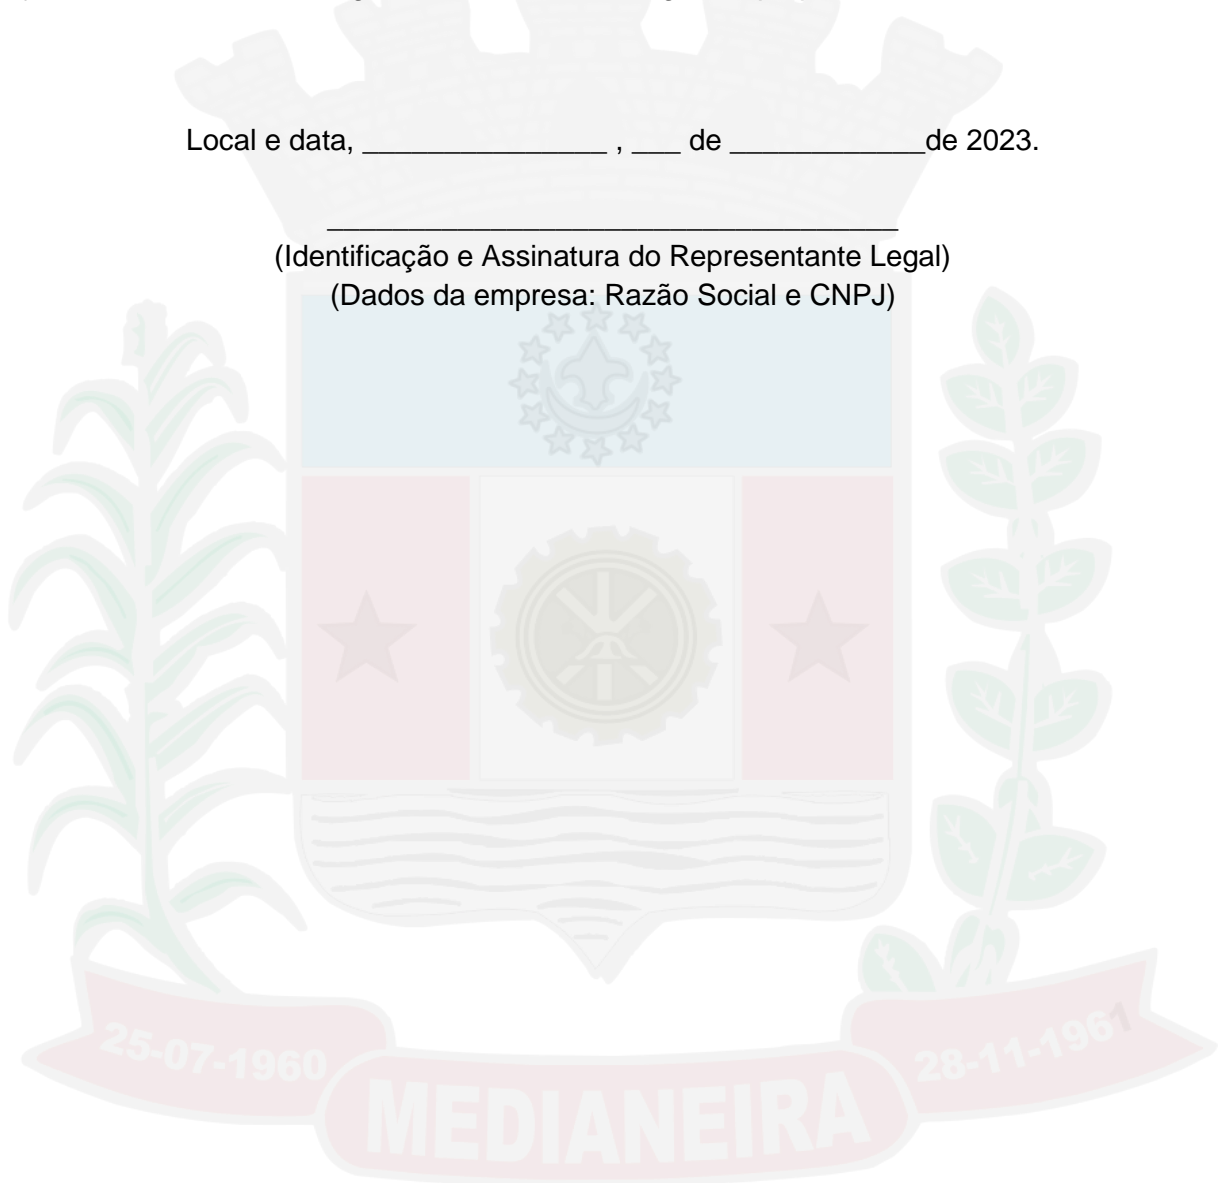 Local e data, _______________ , ___ de ____________de 2023.
___________________________________
(Identificação e Assinatura do Representante Legal)
(Dados da empresa: Razão Social e CNPJ)
25-07-1960
28-11-1961
MEDIANEIRA